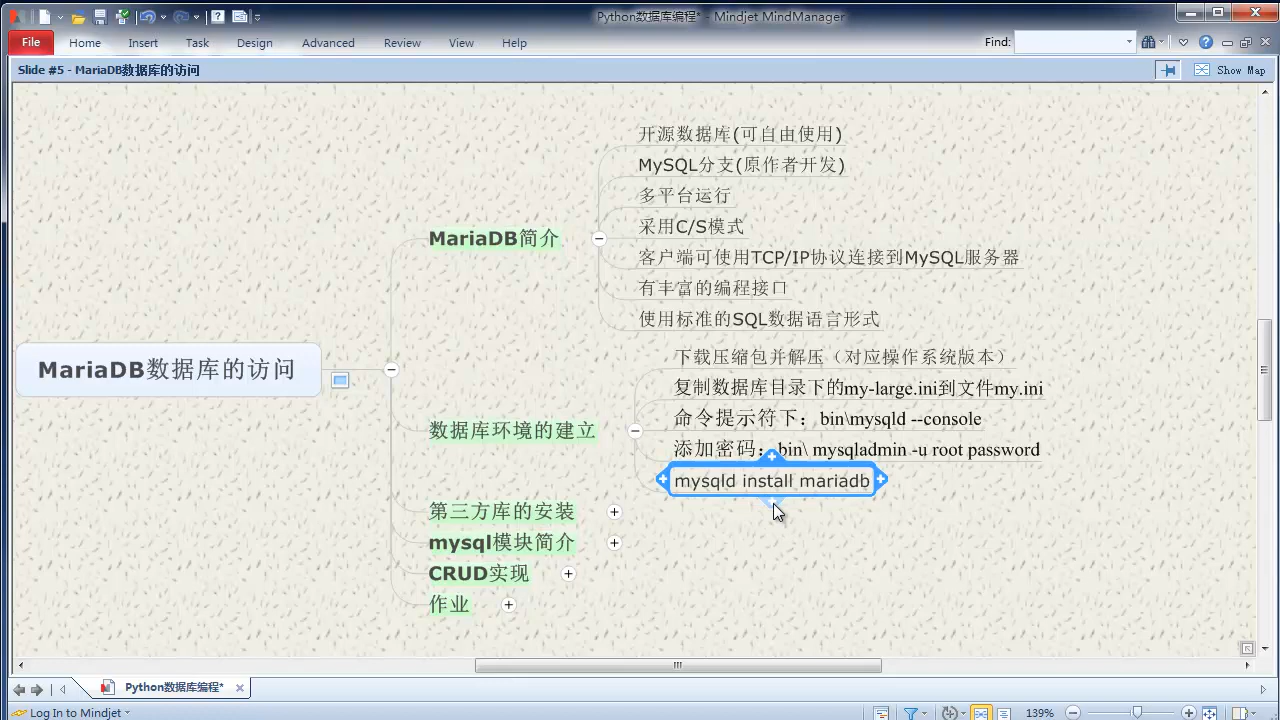 Python数据库编程* - Mindjet MindManager
File Home Insert Task Design Advanced Review View Help Find:
Slide #5 - MariaDB数据库的访问 Show Map
开源数据库(可自由使用)
MySQL分支(原作者开发)
多平台运行
采用C/S模式
MariaDB简介
客户端可使用TCP/IP协议连接到MySQL服务器
有丰富的编程接口
使用标准的SQL数据语言形式
MariaDB数据库的访问
下载压缩包并解压（对应操作系统版本）
复制数据库目录下的my-large.ini到文件my.ini
命令提示符下：bin\mysqld --console
数据库环境的建立
添加密码：bin\ mysqladmin -u root password
mysqld install mariadb
第三方库的安装
mysql模块简介
CRUD实现
作业
Python数据库编程*
Log In to Mindjet 139%